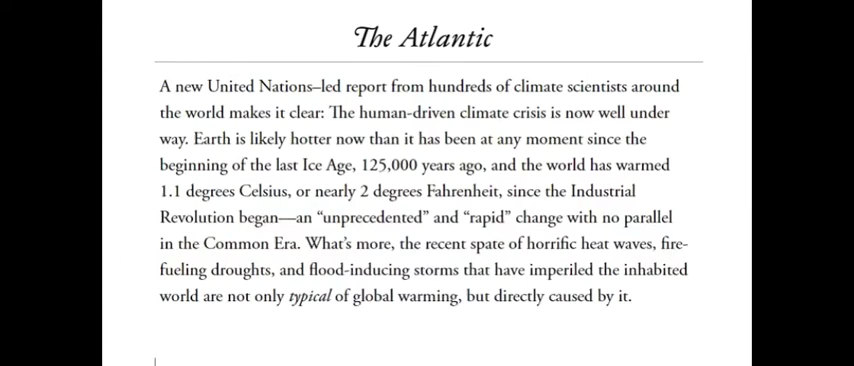 The Atlantic
A new United Nations–led report from hundreds of climate scientists around
the world makes it clear: The human-driven climate crisis is now well under
way. Earth is likely hotter now than it has been at any moment since the
beginning of the last Ice Age, 125,000 years ago, and the world has warmed
1.1 degrees Celsius, or nearly 2 degrees Fahrenheit, since the Industrial
Revolution began—an “unprecedented” and “rapid” change with no parallel
in the Common Era. What’s more, the recent spate of horrific heat waves, fire-
fueling droughts, and flood-inducing storms that have imperiled the inhabited
world are not only typical of global warming, but directly caused by it.